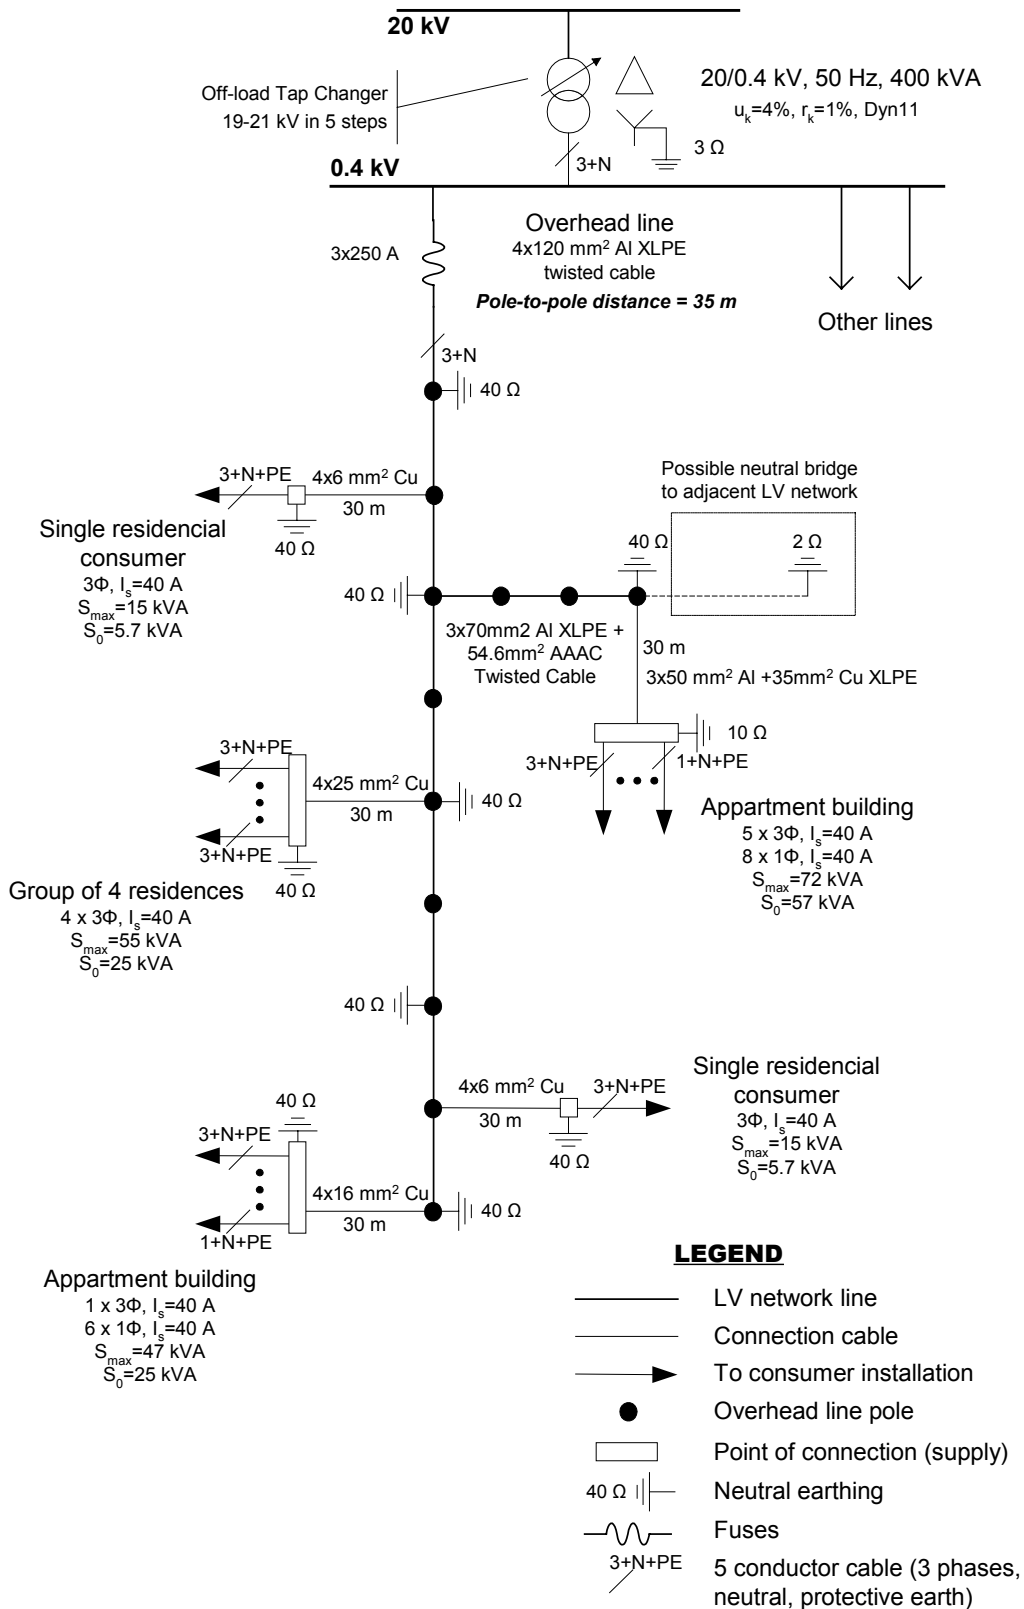 20 kV
Off-load Tap Changer
19-21 kV in 5 steps
20/0.4 kV, 50 Hz, 400 kVA
u_k=4%, r_k=1%, Dyn11
3 Ω
3+N
0.4 kV
3x250 A
Overhead line
4x120 mm² Al XLPE
twisted cable
Pole-to-pole distance = 35 m
Other lines
3+N
40 Ω
3+N+PE
4x6 mm² Cu
30 m
40 Ω
Single residencial
consumer
3Φ, I_s=40 A
S_max=15 kVA
S_0=5.7 kVA
Possible neutral bridge
to adjacent LV network
40 Ω
2 Ω
40 Ω
3x70mm2 Al XLPE +
54.6mm² AAAC
Twisted Cable
30 m
3x50 mm² Al +35mm² Cu XLPE
10 Ω
3+N+PE
1+N+PE
Appartment building
5 x 3Φ, I_s=40 A
8 x 1Φ, I_s=40 A
S_max=72 kVA
S_0=57 kVA
3+N+PE
4x25 mm² Cu
30 m
3+N+PE
40 Ω
40 Ω
Group of 4 residences
4 x 3Φ, I_s=40 A
S_max=55 kVA
S_0=25 kVA
40 Ω
4x6 mm² Cu
3+N+PE
30 m
40 Ω
Single residencial
consumer
3Φ, I_s=40 A
S_max=15 kVA
S_0=5.7 kVA
40 Ω
3+N+PE
4x16 mm² Cu
30 m
1+N+PE
40 Ω
Appartment building
1 x 3Φ, I_s=40 A
6 x 1Φ, I_s=40 A
S_max=47 kVA
S_0=25 kVA
LEGEND
LV network line
Connection cable
To consumer installation
Overhead line pole
Point of connection (supply)
40 Ω
Neutral earthing
Fuses
3+N+PE
5 conductor cable (3 phases,
neutral, protective earth)